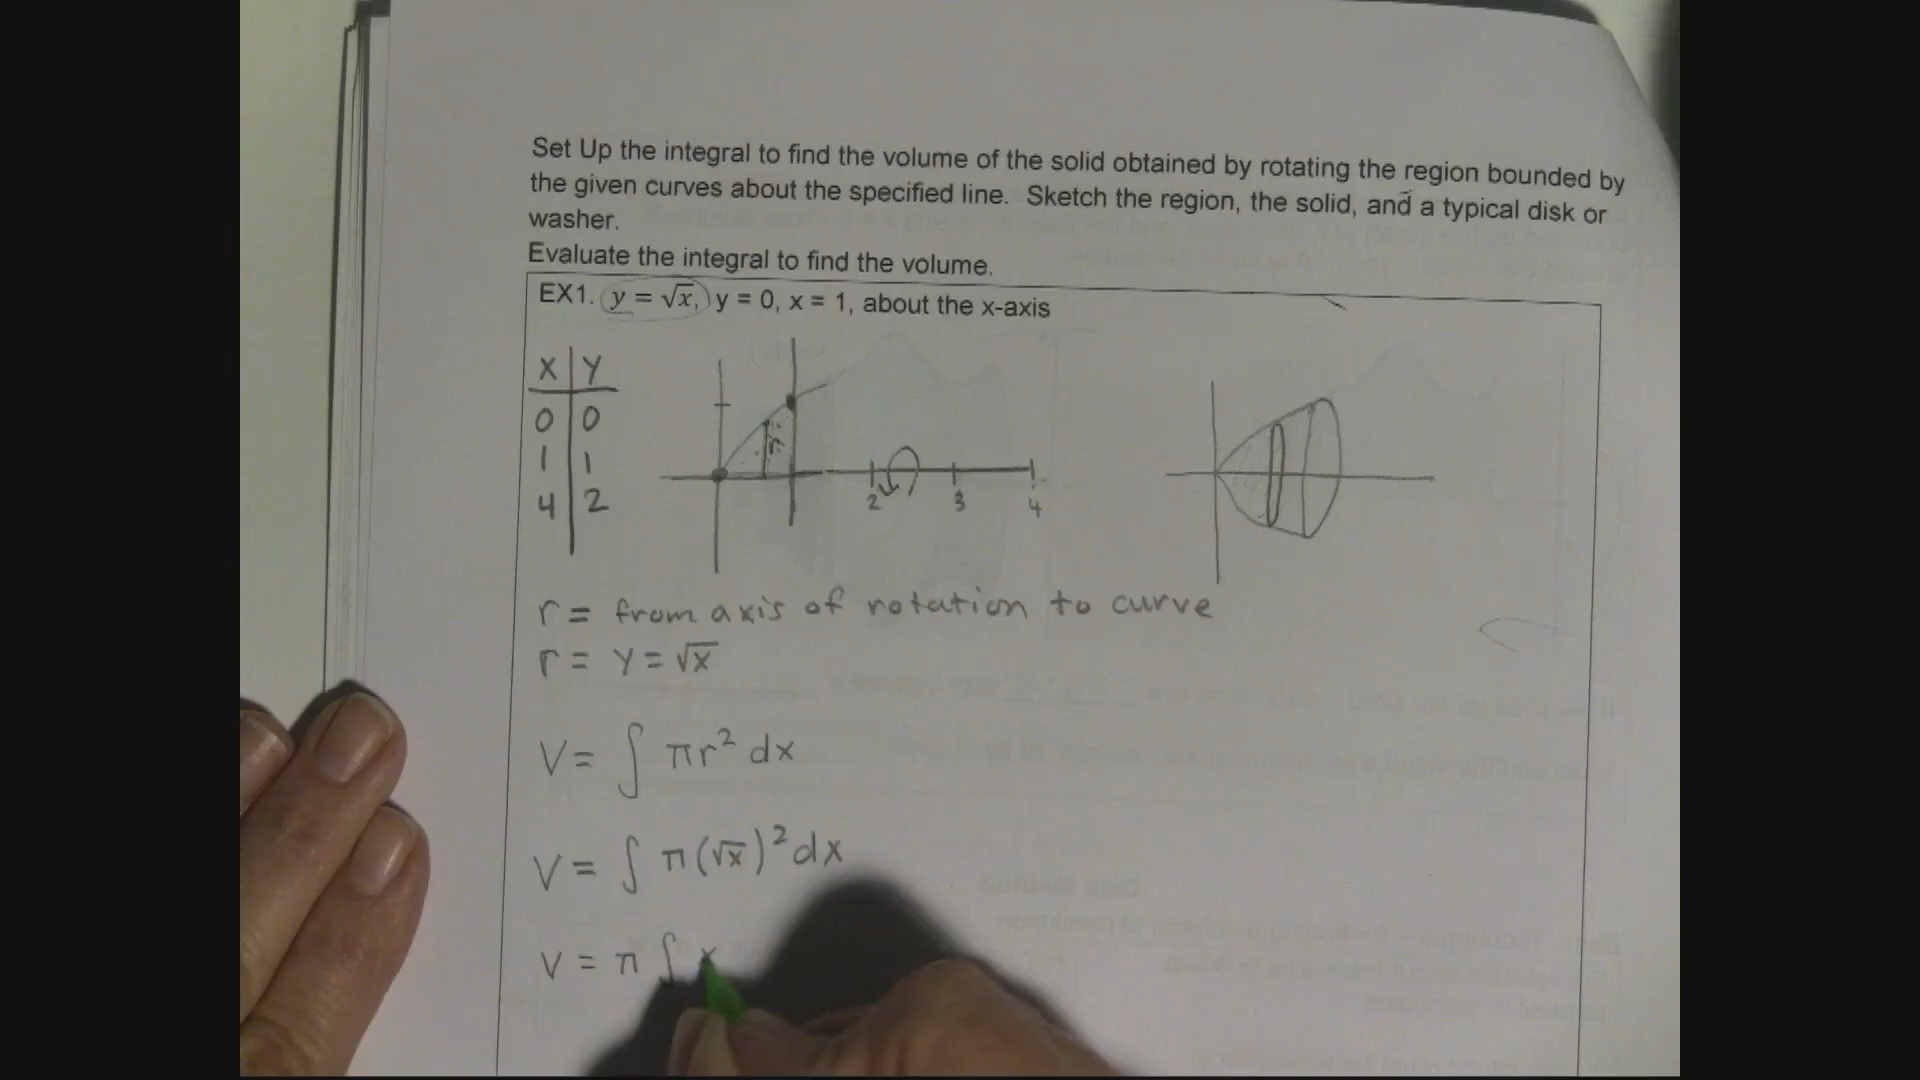 Set Up the integral to find the volume of the solid obtained by rotating the region bounded by
the given curves about the specified line. Sketch the region, the solid, and a typical disk or
washer.
Evaluate the integral to find the volume.
EX1. y = √x, y = 0, x = 1, about the x-axis
X Y
0 0
1 1
4 2
r
2 3 4
r = from axis of rotation to curve
r = y = √x
V = ∫ πr² dx
V = ∫ π(√x)² dx
V = π ∫ x